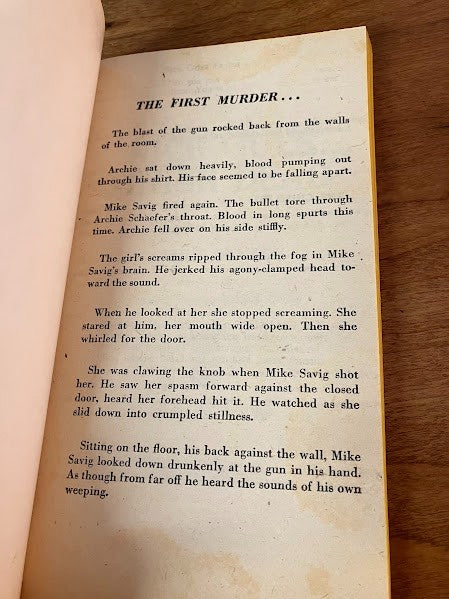 THE FIRST MURDER...
The blast of the gun rocked back from the walls
of the room.
Archie sat down heavily, blood pumping out
through his shirt. His face seemed to be falling apart.
Mike Savig fired again. The bullet tore through
Archie Schaefer's throat. Blood in long spurts this
time. Archie fell over on his side stiffly.
The girl's screams ripped through the fog in Mike
Savig's brain. He jerked his agony-clamped head to-
ward the sound.
When he looked at her she stopped screaming. She
stared at him, her mouth wide open. Then she
whirled for the door.
She was clawing the knob when Mike Savig shot
her. He saw her spasm forward against the closed
door, heard her forehead hit it. He watched as she
slid down into crumpled stillness.
Sitting on the floor, his back against the wall, Mike
Savig looked down drunkenly at the gun in his hand.
As though from far off he heard the sounds of his own
weeping.